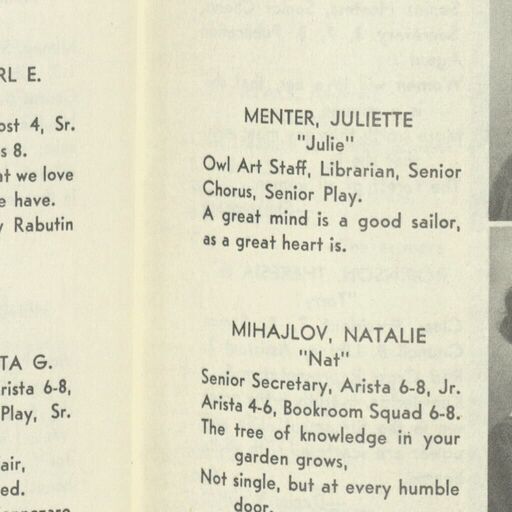 RL E.
ost 4, Sr.
s 8.
at we love
e have.
y Rabutin
TA G.
rista 6-8,
Play, Sr.
air,
ed.
MENTER, JULIETTE
"Julie"
Owl Art Staff, Librarian, Senior
Chorus, Senior Play.
A great mind is a good sailor,
as a great heart is.
MIHAJLOV, NATALIE
"Nat"
Senior Secretary, Arista 6-8, Jr.
Arista 4-6, Bookroom Squad 6-8.
The tree of knowledge in your
garden grows,
Not single, but at every humble
door.